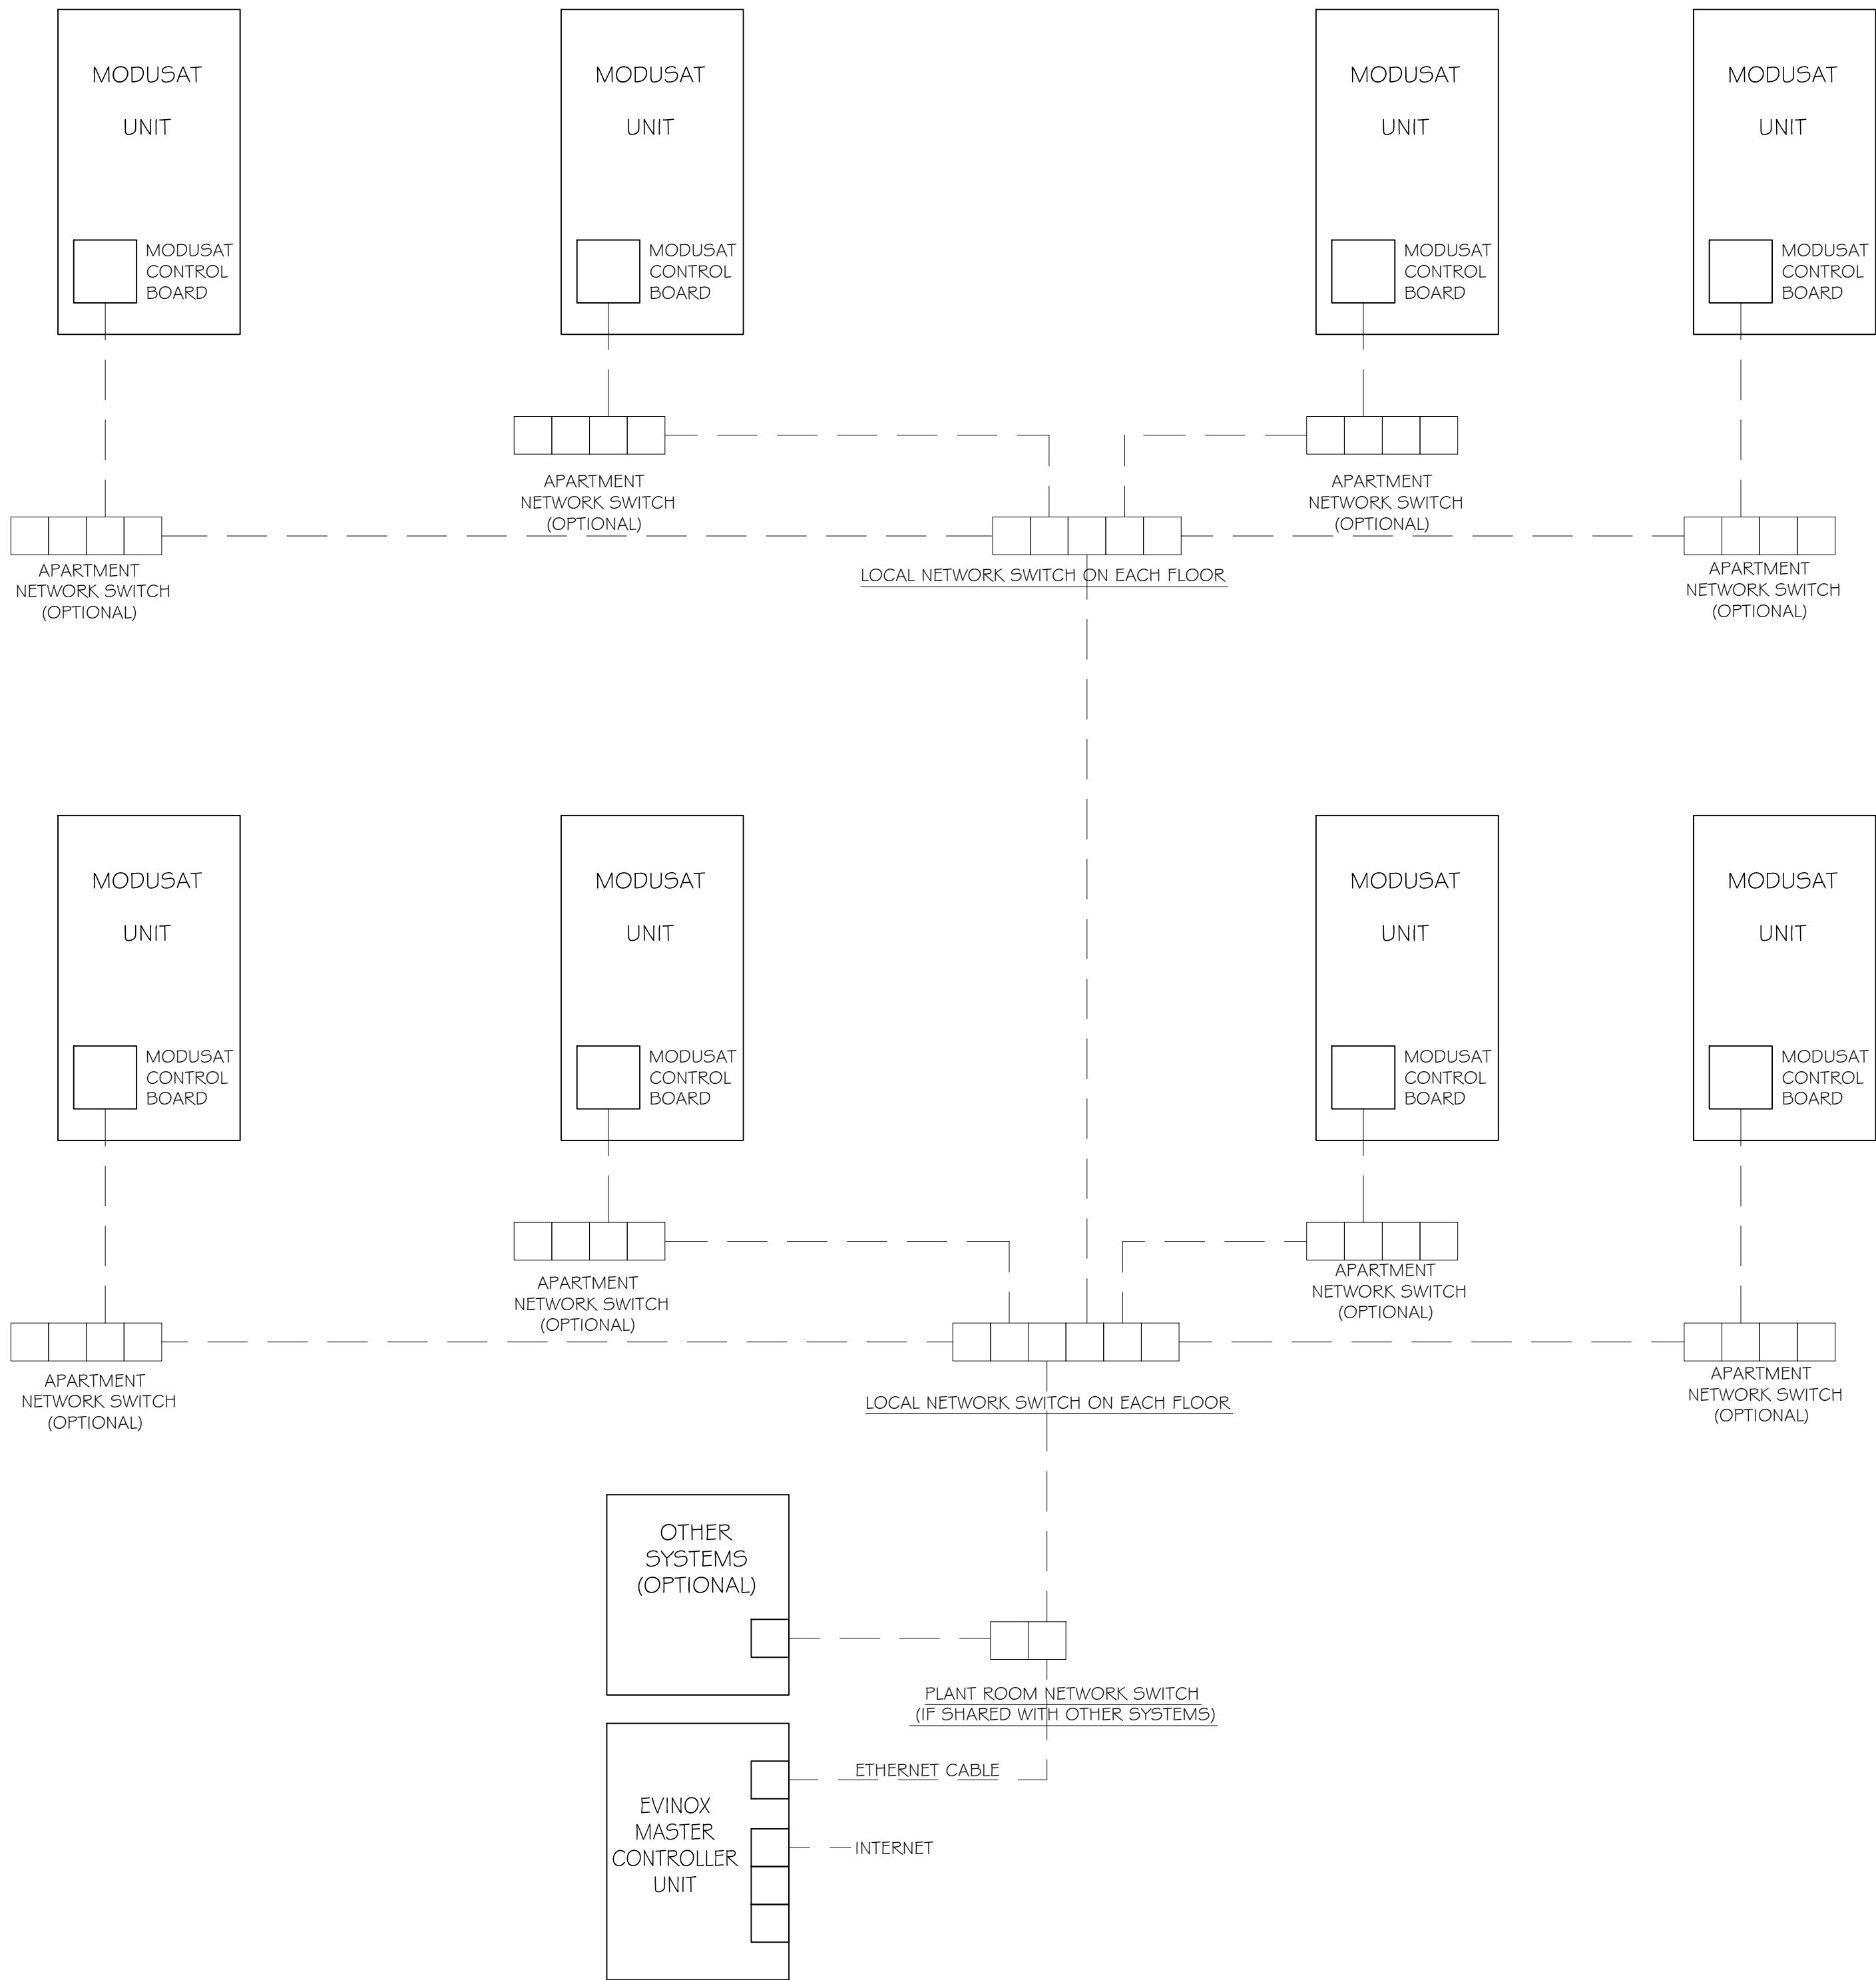 MODUSAT
UNIT
MODUSAT
CONTROL
BOARD
MODUSAT
UNIT
MODUSAT
CONTROL
BOARD
MODUSAT
UNIT
MODUSAT
CONTROL
BOARD
MODUSAT
UNIT
MODUSAT
CONTROL
BOARD
APARTMENT
NETWORK SWITCH
(OPTIONAL)
APARTMENT
NETWORK SWITCH
(OPTIONAL)
APARTMENT
NETWORK SWITCH
(OPTIONAL)
LOCAL NETWORK SWITCH ON EACH FLOOR
APARTMENT
NETWORK SWITCH
(OPTIONAL)
MODUSAT
UNIT
MODUSAT
CONTROL
BOARD
MODUSAT
UNIT
MODUSAT
CONTROL
BOARD
MODUSAT
UNIT
MODUSAT
CONTROL
BOARD
MODUSAT
UNIT
MODUSAT
CONTROL
BOARD
APARTMENT
NETWORK SWITCH
(OPTIONAL)
APARTMENT
NETWORK SWITCH
(OPTIONAL)
APARTMENT
NETWORK SWITCH
(OPTIONAL)
LOCAL NETWORK SWITCH ON EACH FLOOR
APARTMENT
NETWORK SWITCH
(OPTIONAL)
OTHER
SYSTEMS
(OPTIONAL)
PLANT ROOM NETWORK SWITCH
(IF SHARED WITH OTHER SYSTEMS)
ETHERNET CABLE
EVINOX
MASTER
CONTROLLER
UNIT
INTERNET